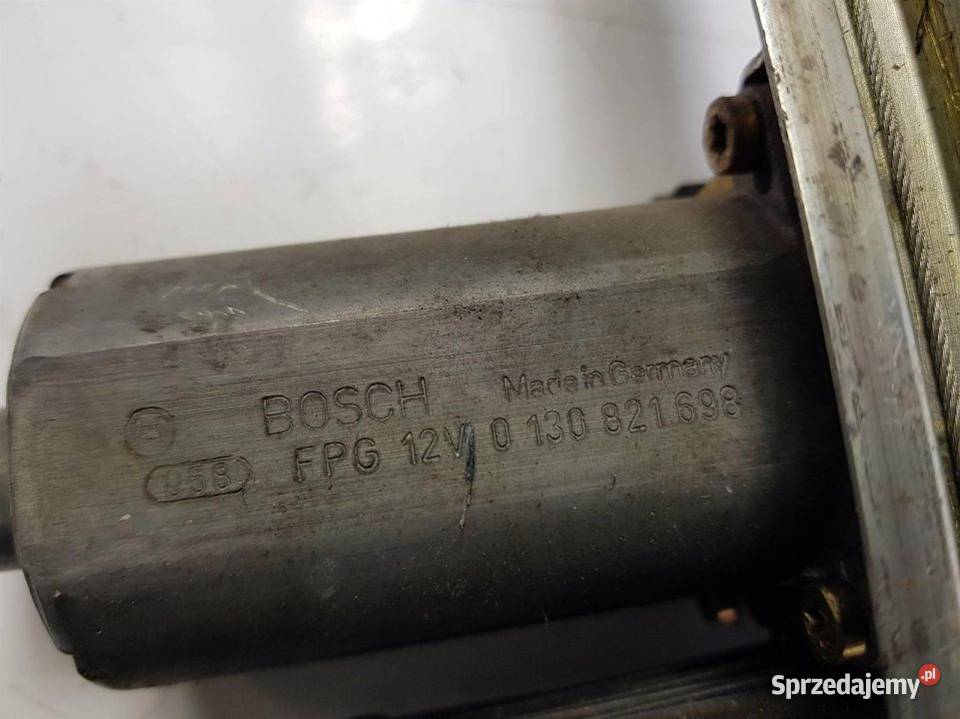 BOSCH Made in Germany
058 FPG 12V 0 130 821.698
Sprzedajemy.pl